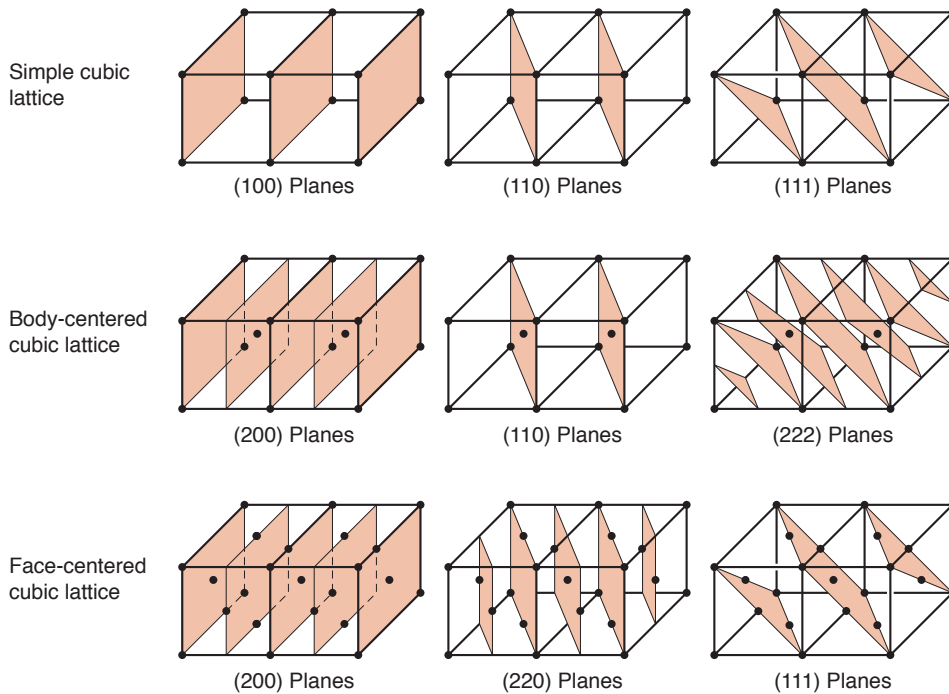 Simple cubic
lattice
(100) Planes
(110) Planes
(111) Planes
Body-centered
cubic lattice
(200) Planes
(110) Planes
(222) Planes
Face-centered
cubic lattice
(200) Planes
(220) Planes
(111) Planes